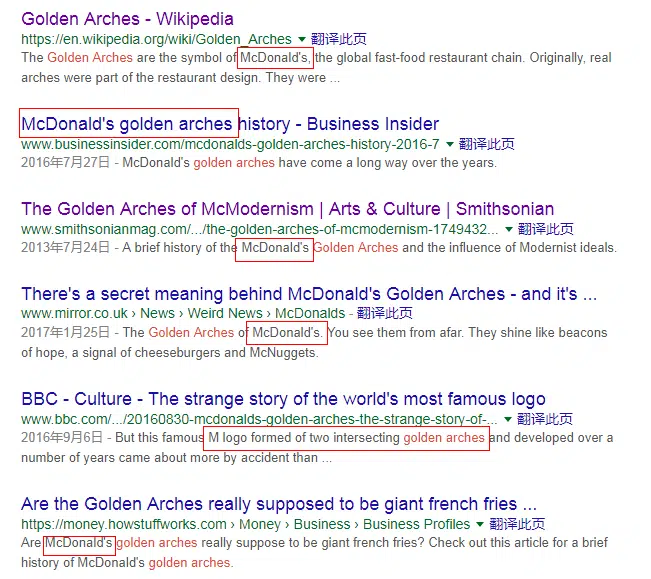 Golden Arches - Wikipedia
https://en.wikipedia.org/wiki/Golden_Arches ▼ 翻译此页
The Golden Arches are the symbol of McDonald's, the global fast-food restaurant chain. Originally, real
arches were part of the restaurant design. They were ...
McDonald's golden arches history - Business Insider
www.businessinsider.com/mcdonalds-golden-arches-history-2016-7 ▼ 翻译此页
2016年7月27日 - McDonald's golden arches have come a long way over the years.
The Golden Arches of McModernism | Arts & Culture | Smithsonian
www.smithsonianmag.com/.../the-golden-arches-of-mcmodernism-1749432... ▼ 翻译此页
2013年7月24日 - A brief history of the McDonald's Golden Arches and the influence of Modernist ideals.
There's a secret meaning behind McDonald's Golden Arches - and it's ...
www.mirror.co.uk › News › Weird News › McDonalds - 翻译此页
2017年1月25日 - The Golden Arches of McDonald's. You see them from afar. They shine like beacons
of hope, a signal of cheeseburgers and McNuggets.
BBC - Culture - The strange story of the world's most famous logo
www.bbc.com/.../20160830-mcdonalds-golden-arches-the-strange-story-of-... ▼ 翻译此页
2016年9月6日 - But this famous M logo formed of two intersecting golden arches and developed over a
number of years came about more by accident than ...
Are the Golden Arches really supposed to be giant french fries ...
https://money.howstuffworks.com › Money › Business › Business Profiles ▼ 翻译此页
Are McDonald's golden arches really suppose to be giant french fries? Check out this article for a brief
history of McDonald's golden arches.